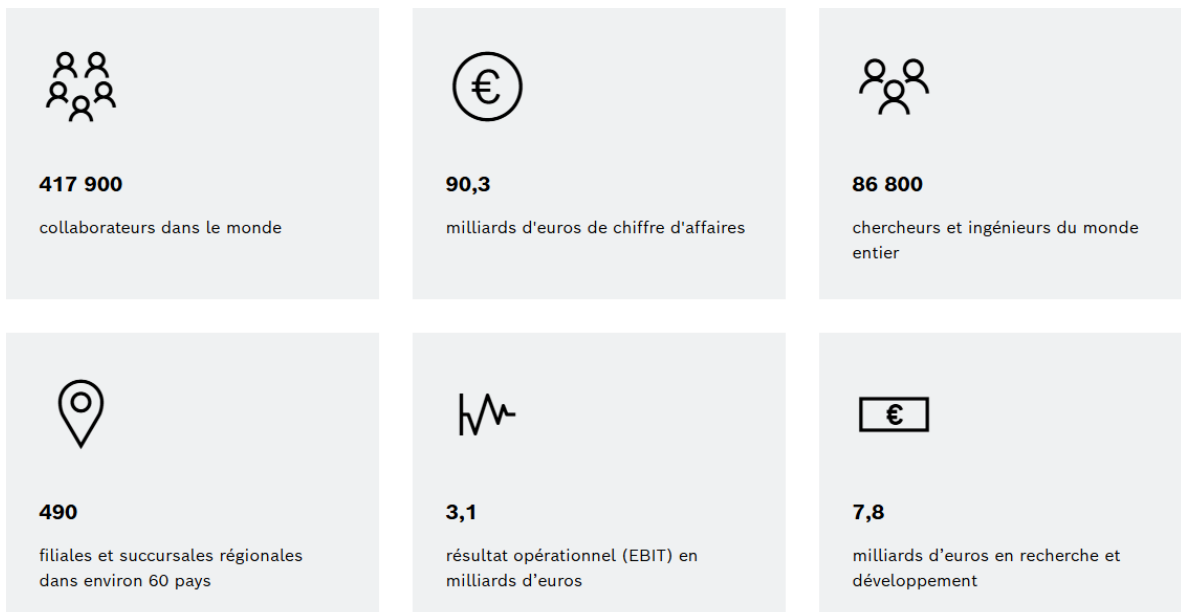 €
417 900
collaborateurs dans le monde
90,3
milliards d'euros de chiffre d'affaires
86 800
chercheurs et ingénieurs du monde
entier
490
filiales et succursales régionales
dans environ 60 pays
3,1
résultat opérationnel (EBIT) en
milliards d’euros
€
7,8
milliards d’euros en recherche et
développement